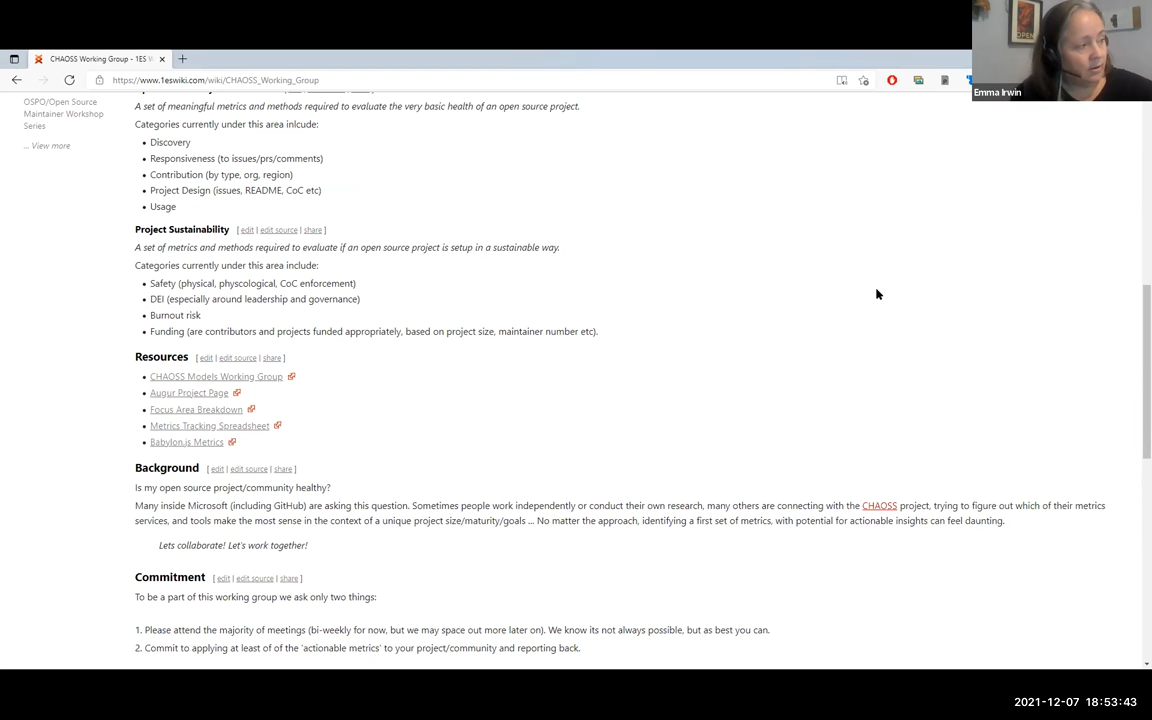 CHAOSS Working Group - 1ES W
https://www.1eswiki.com/wiki/CHAOSS_Working_Group
OPEN
Emma Irwin
OSPO/Open Source
Maintainer Workshop
Series
... View more
A set of meaningful metrics and methods required to evaluate the very basic health of an open source project.
Categories currently under this area inlcude:
• Discovery
• Responsiveness (to issues/prs/comments)
• Contribution (by type, org, region)
• Project Design (issues, README, CoC etc)
• Usage
Project Sustainability [ edit | edit source | share ]
A set of metrics and methods required to evaluate if an open source project is setup in a sustainable way.
Categories currently under this area include:
• Safety (physical, physcological, CoC enforcement)
• DEI (especially around leadership and governance)
• Burnout risk
• Funding (are contributors and projects funded appropriately, based on project size, maintainer number etc).
Resources [ edit | edit source | share ]
• CHAOSS Models Working Group
• Augur Project Page
• Focus Area Breakdown
• Metrics Tracking Spreadsheet
• Babylon.js Metrics
Background [ edit | edit source | share ]
Is my open source project/community healthy?
Many inside Microsoft (including GitHub) are asking this question. Sometimes people work independently or conduct their own research, many others are connecting with the CHAOSS project, trying to figure out which of their metrics
services, and tools make the most sense in the context of a unique project size/maturity/goals ... No matter the approach, identifying a first set of metrics, with potential for actionable insights can feel daunting.
Lets collaborate! Let's work together!
Commitment [ edit | edit source | share ]
To be a part of this working group we ask only two things:
1. Please attend the majority of meetings (bi-weekly for now, but we may space out more later on). We know its not always possible, but as best you can.
2. Commit to applying at least of of the 'actionable metrics' to your project/community and reporting back.
2021-12-07 18:53:43